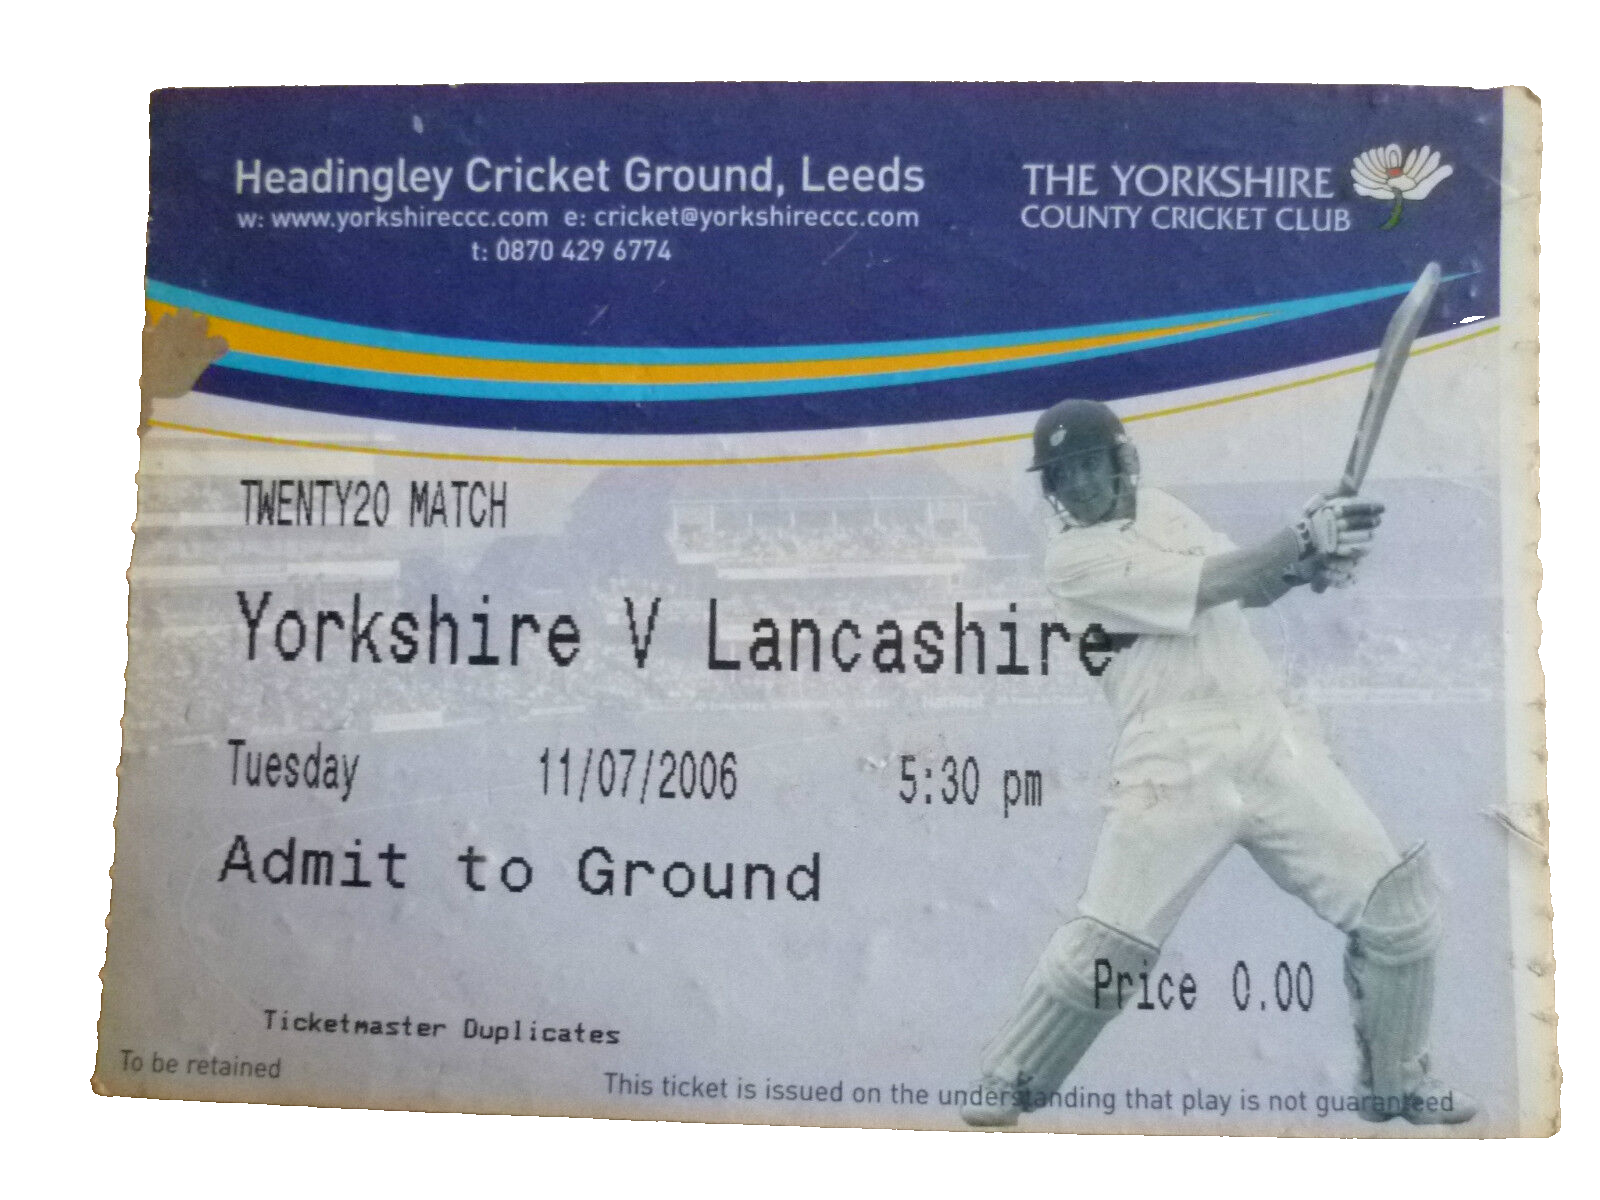 Headingley Cricket Ground, Leeds
w: www.yorkshireccc.com e: cricket@yorkshireccc.com
t: 0870 429 6774
THE YORKSHIRE
COUNTY CRICKET CLUB
TWENTY20 MATCH
Yorkshire V Lancashire
Tuesday 11/07/2006 5:30 pm
Admit to Ground
Price 0.00
Ticketmaster Duplicates
To be retained
This ticket is issued on the understanding that play is not guaranteed